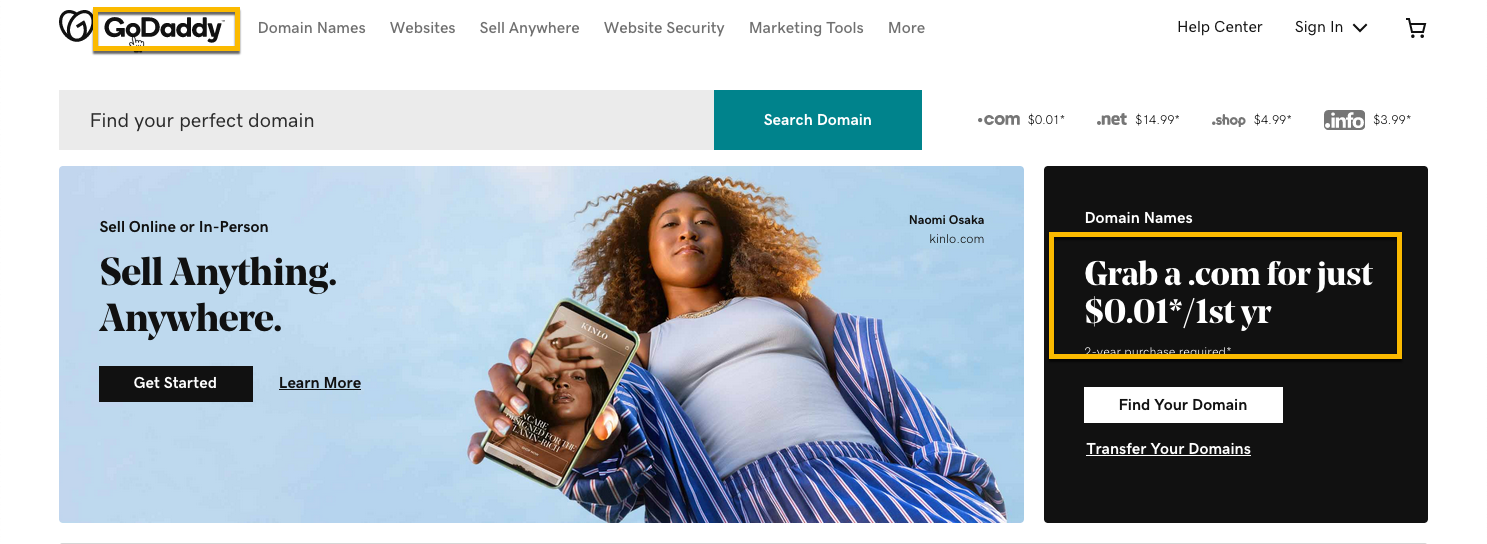 GoDaddy
Domain Names
Websites
Sell Anywhere
Website Security
Marketing Tools
More
Help Center
Sign In
Find your perfect domain
Search Domain
.com $0.01*
.net $14.99*
.shop $4.99*
.info $3.99*
Sell Online or In-Person
Sell Anything.
Anywhere.
Get Started
Learn More
Naomi Osaka
kinlo.com
KINLO
Domain Names
Grab a .com for just
$0.01*/1st yr
2-year purchase required*
Find Your Domain
Transfer Your Domains